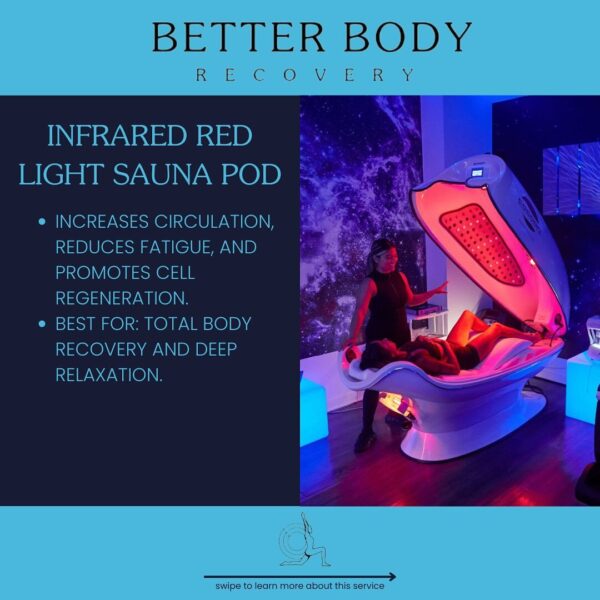 BETTER BODY
RECOVERY
INFRARED RED
LIGHT SAUNA POD
• INCREASES CIRCULATION,
REDUCES FATIGUE, AND
PROMOTES CELL
REGENERATION.
• BEST FOR: TOTAL BODY
RECOVERY AND DEEP
RELAXATION.
swipe to learn more about this service